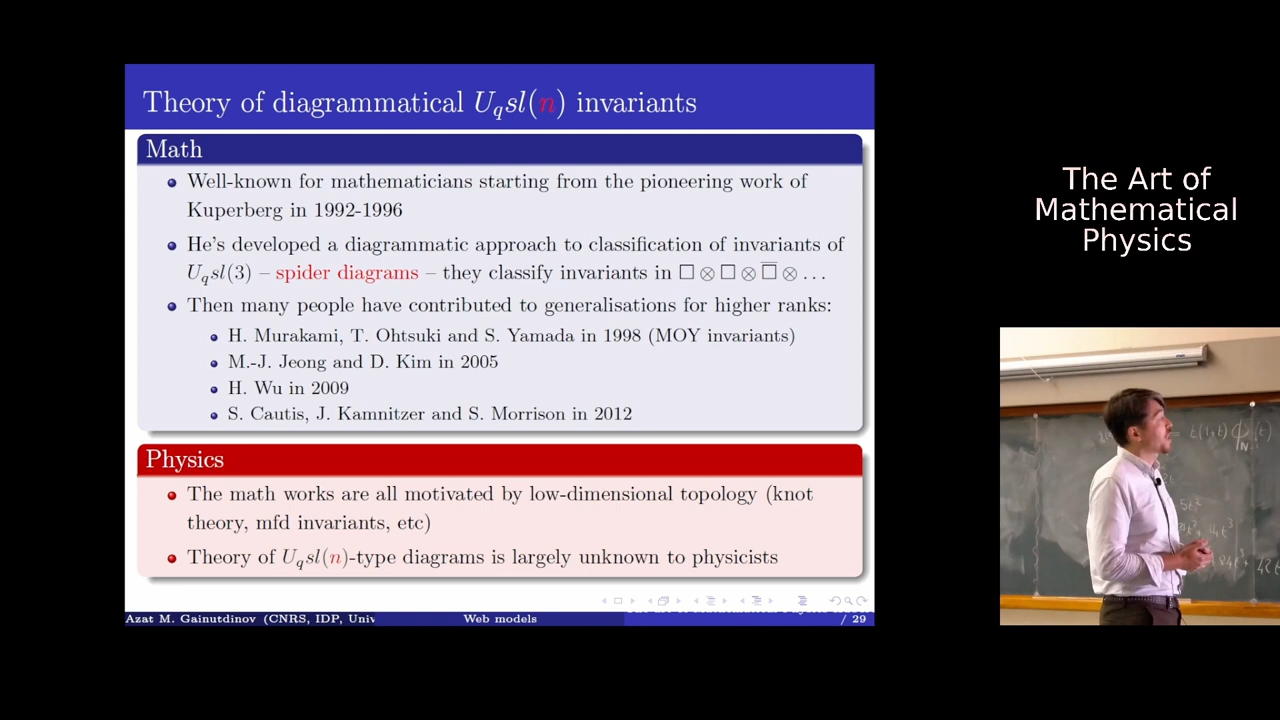 Theory of diagrammatical U_q sl(n) invariants
Math
Well-known for mathematicians starting from the pioneering work of
Kuperberg in 1992-1996
He's developed a diagrammatic approach to classification of invariants of
U_q sl(3) – spider diagrams – they classify invariants in □ ⊗ □ ⊗ □̅ ⊗ ...
Then many people have contributed to generalisations for higher ranks:
H. Murakami, T. Ohtsuki and S. Yamada in 1998 (MOY invariants)
M.-J. Jeong and D. Kim in 2005
H. Wu in 2009
S. Cautis, J. Kamnitzer and S. Morrison in 2012
Physics
The math works are all motivated by low-dimensional topology (knot
theory, mfd invariants, etc)
Theory of U_q sl(n)-type diagrams is largely unknown to physicists
Azat M. Gainutdinov (CNRS, IDP, Univ
Web models
/ 29
The Art of
Mathematical
Physics
5t²